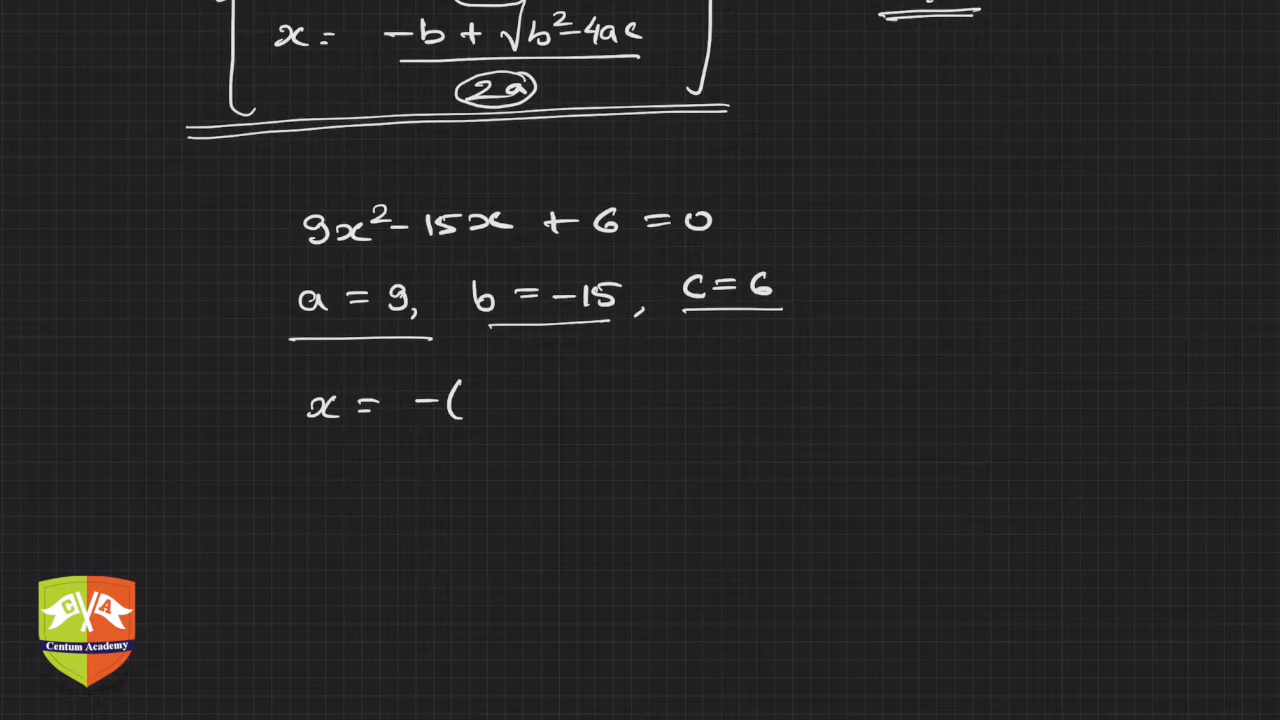 x = -b + √b²-4ac
2a
9x² - 15x + 6 = 0
a = 9, b = -15, c = 6
x = -(
C A
Centum Academy